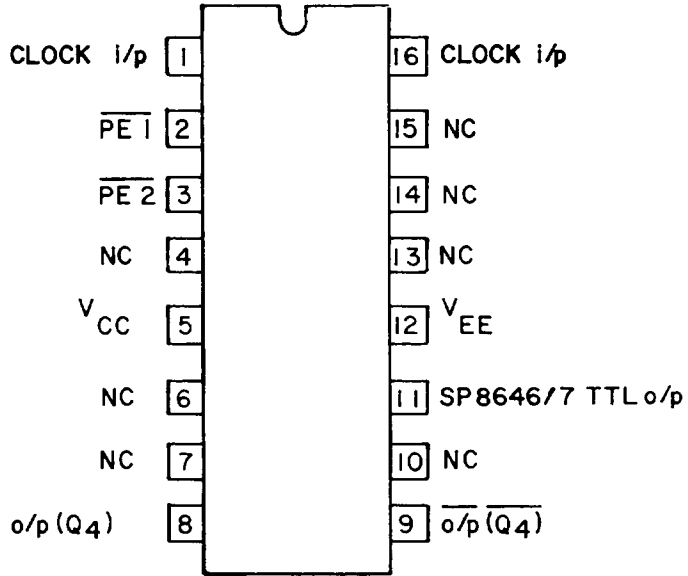 CLOCK i/p 1 16 CLOCK i/p
PE 1 2 15 NC
PE 2 3 14 NC
NC 4 13 NC
VCC 5 12 VEE
NC 6 11 SP8646/7 TTL o/p
NC 7 10 NC
o/p (Q4) 8 9 o/p (Q4)